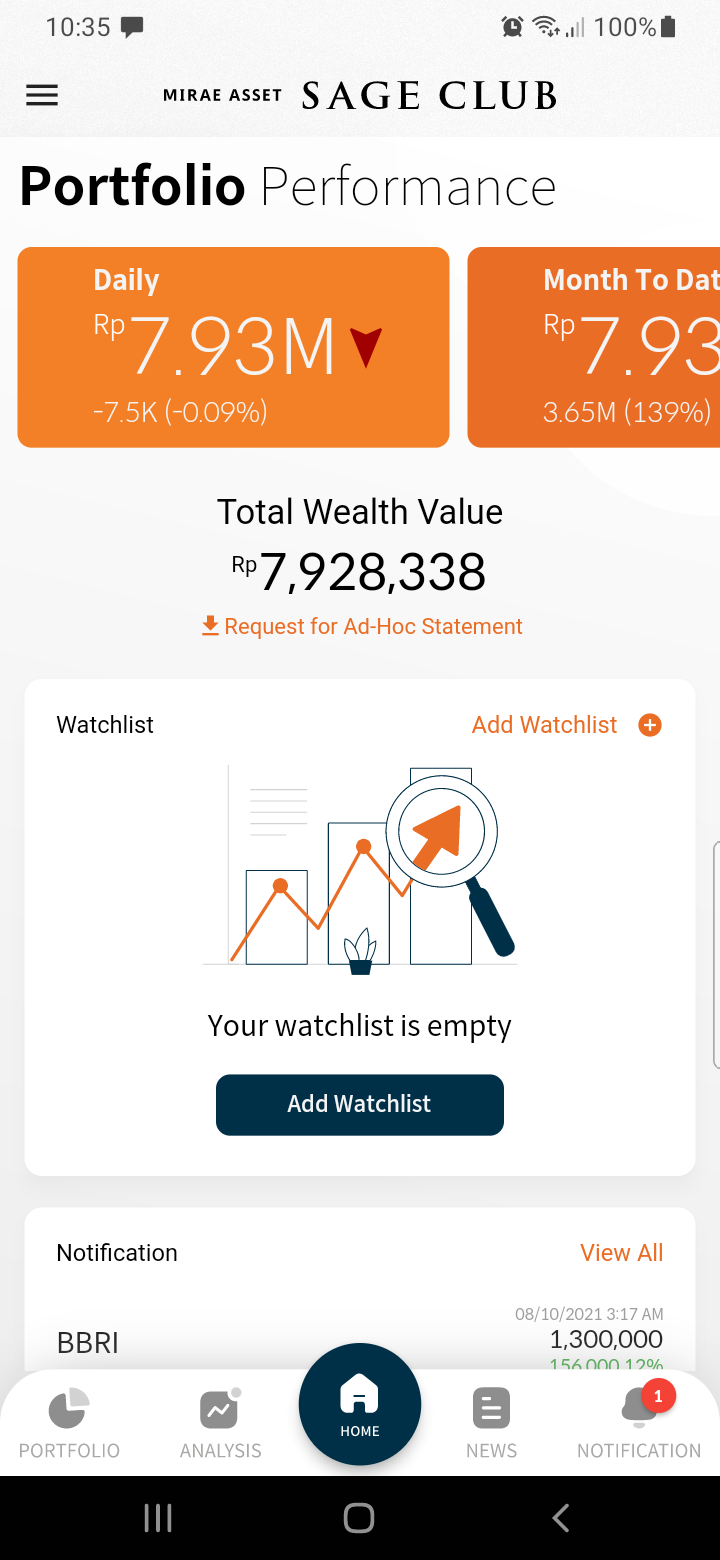 10:35 100%
MIRAE ASSET SAGE CLUB
Portfolio Performance
Daily
Rp 7.93M
-7.5K (-0.09%)
Month To Dat
Rp 7.93
3.65M (139%)
Total Wealth Value
Rp 7,928,338
Request for Ad-Hoc Statement
Watchlist
Add Watchlist
Your watchlist is empty
Add Watchlist
Notification
View All
08/10/2021 3:17 AM
BBRI
1,300,000
156,000 12%
PORTFOLIO
ANALYSIS
HOME
NEWS
1
NOTIFICATION